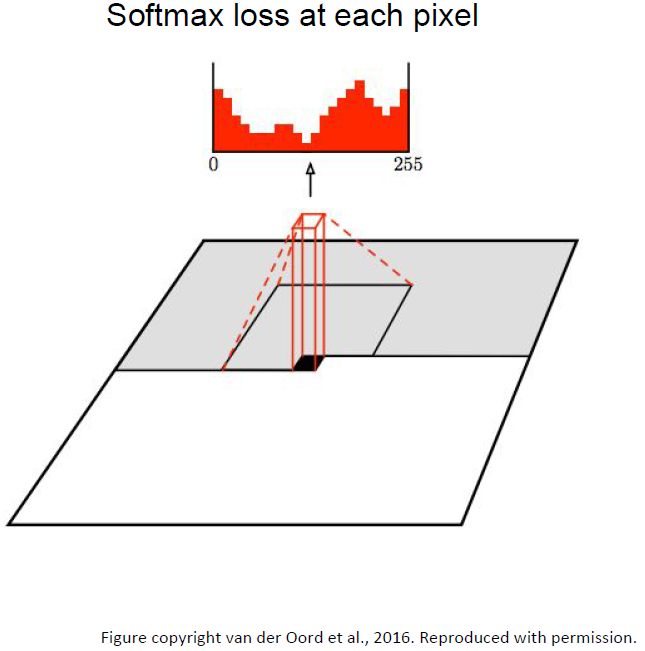 Softmax loss at each pixel
0 255
Figure copyright van der Oord et al., 2016. Reproduced with permission.